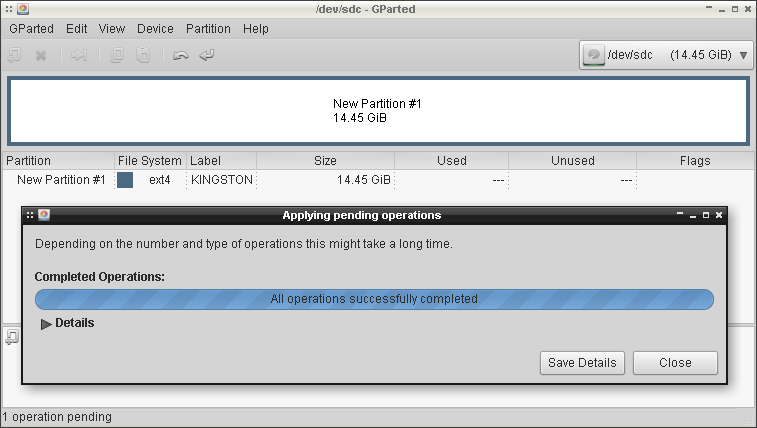 /dev/sdc - GParted
GParted Edit View Device Partition Help
/dev/sdc (14.45 GiB)
New Partition #1
14.45 GiB
Partition File System Label Size Used Unused Flags
New Partition #1 ext4 KINGSTON 14.45 GiB --- ---
Applying pending operations
Depending on the number and type of operations this might take a long time.
Completed Operations:
All operations successfully completed
Details
Save Details Close
1 operation pending